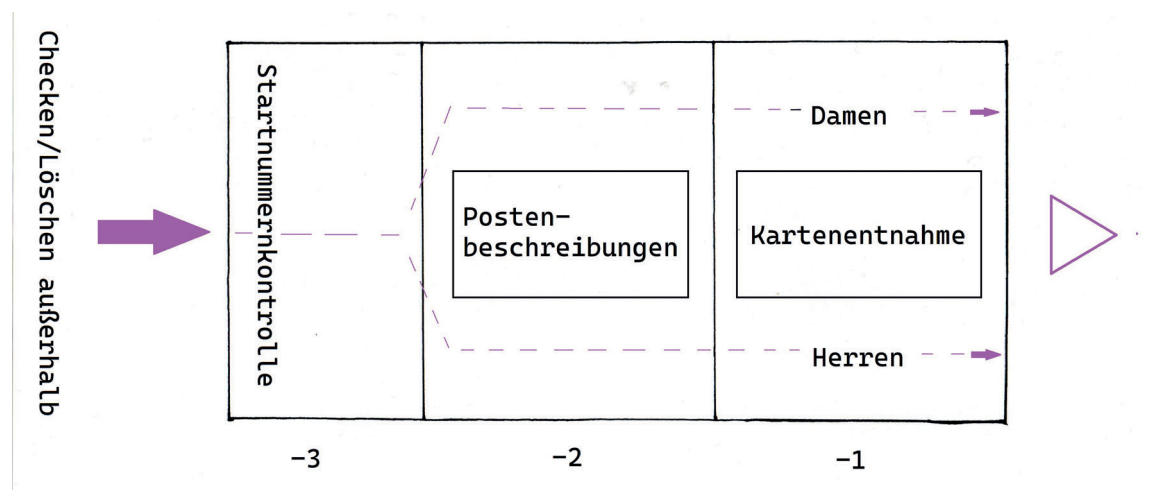 Checken/Löschen außerhalb
Startnummernkontrolle
Damen
Posten-
beschreibungen
Kartenentnahme
Herren
-3
-2
-1